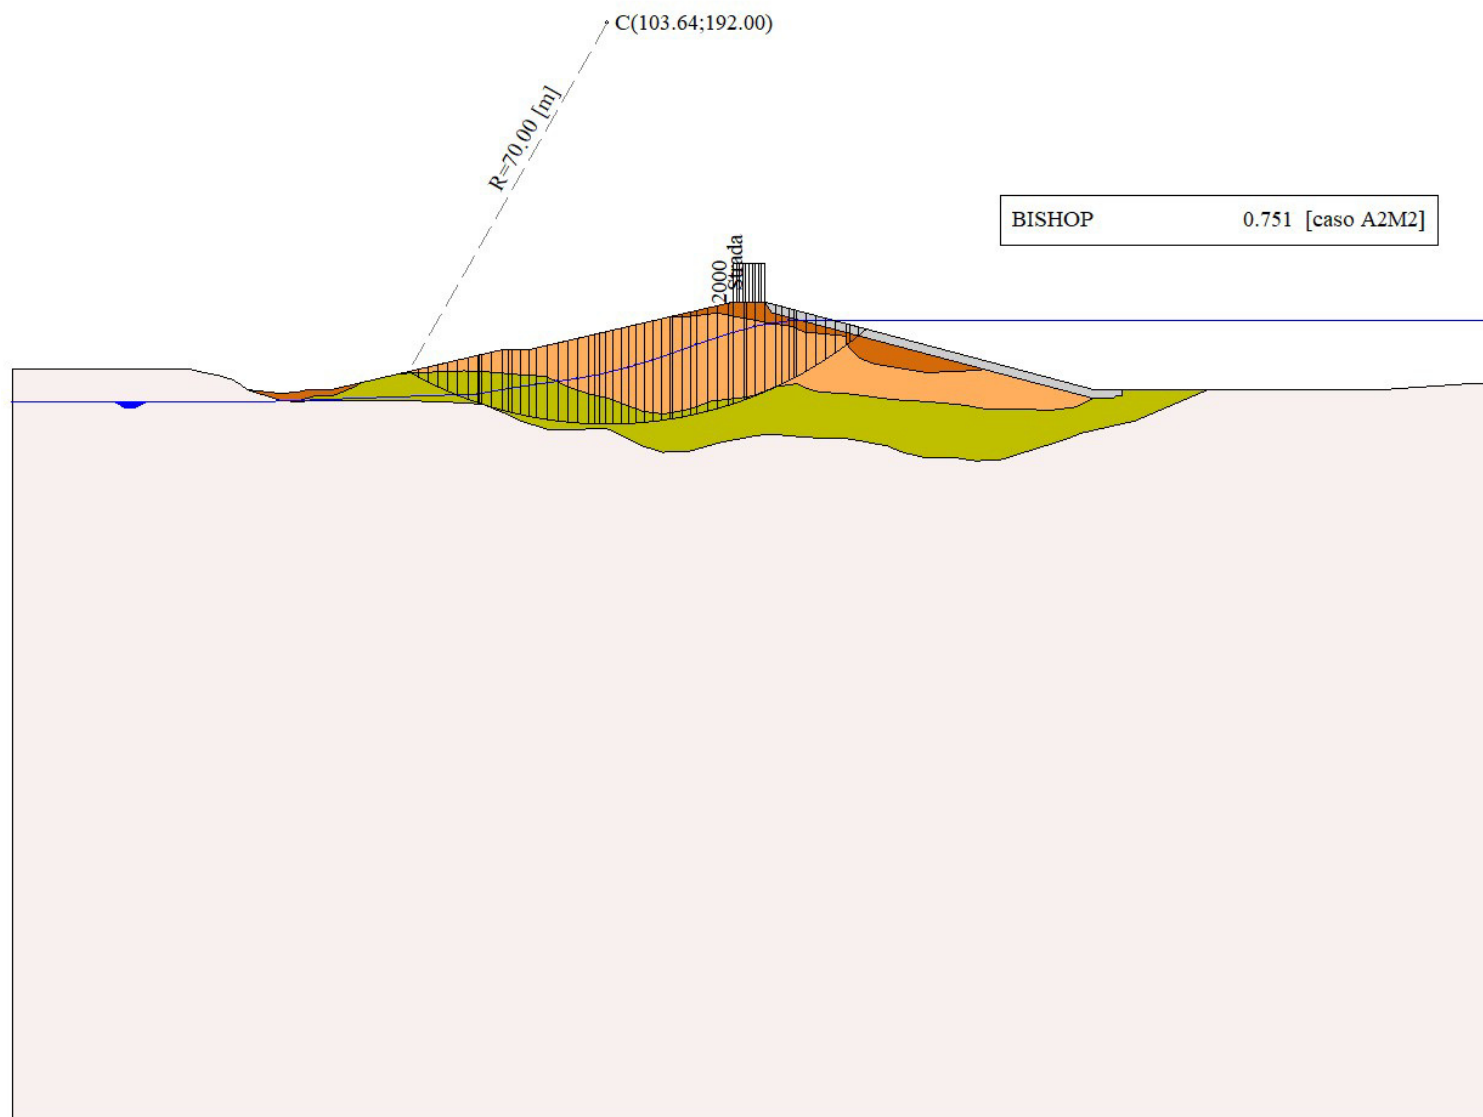 C(103.64;192.00)
R=70.00 [m]
BISHOP 0.751 [caso A2M2]
2000
Strada